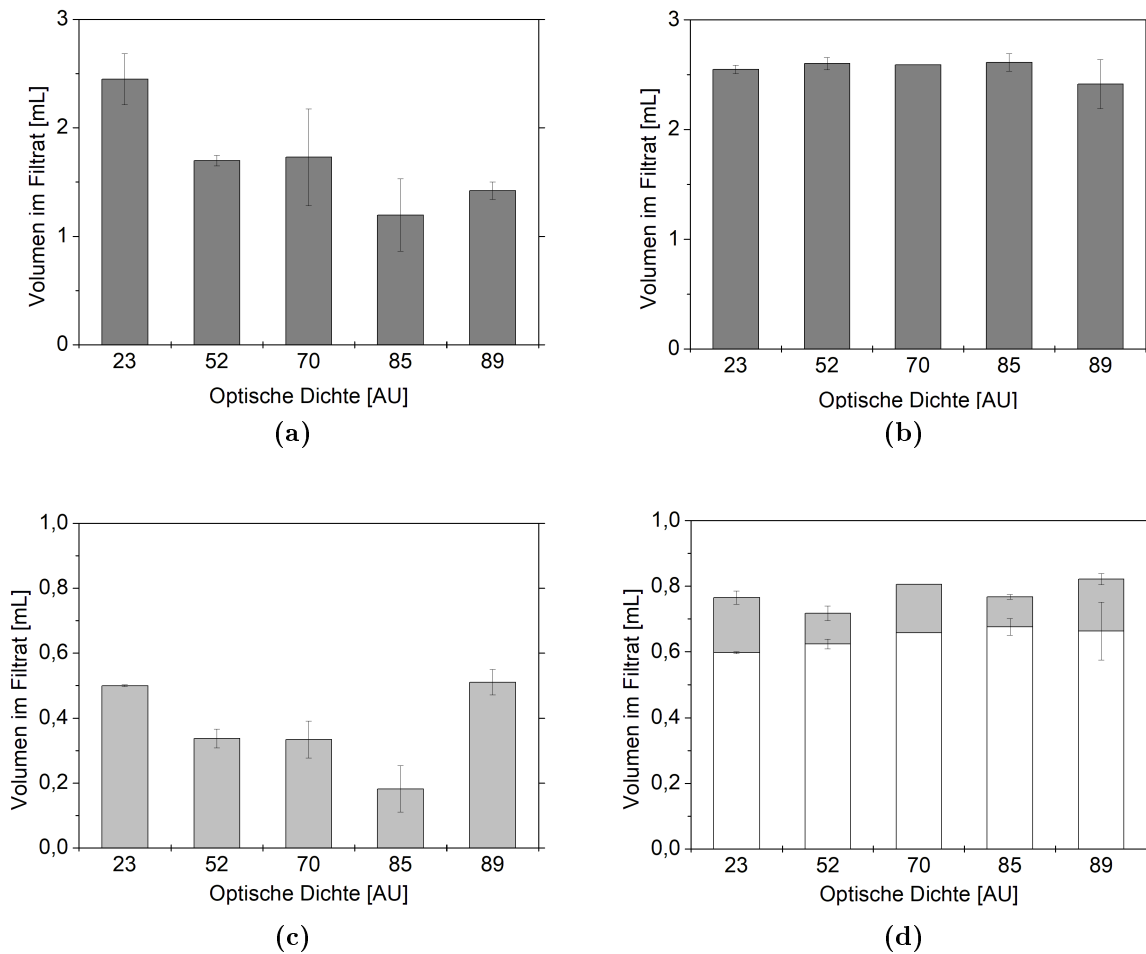 3
2
1
0
Volumen im Filtrat [mL]
23 52 70 85 89
Optische Dichte [AU]
(a)
3
2
1
0
Volumen im Filtrat [mL]
23 52 70 85 89
Optische Dichte [AU]
(b)
1,0
0,8
0,6
0,4
0,2
0,0
Volumen im Filtrat [mL]
23 52 70 85 89
Optische Dichte [AU]
(c)
1,0
0,8
0,6
0,4
0,2
0,0
Volumen im Filtrat [mL]
23 52 70 85 89
Optische Dichte [AU]
(d)